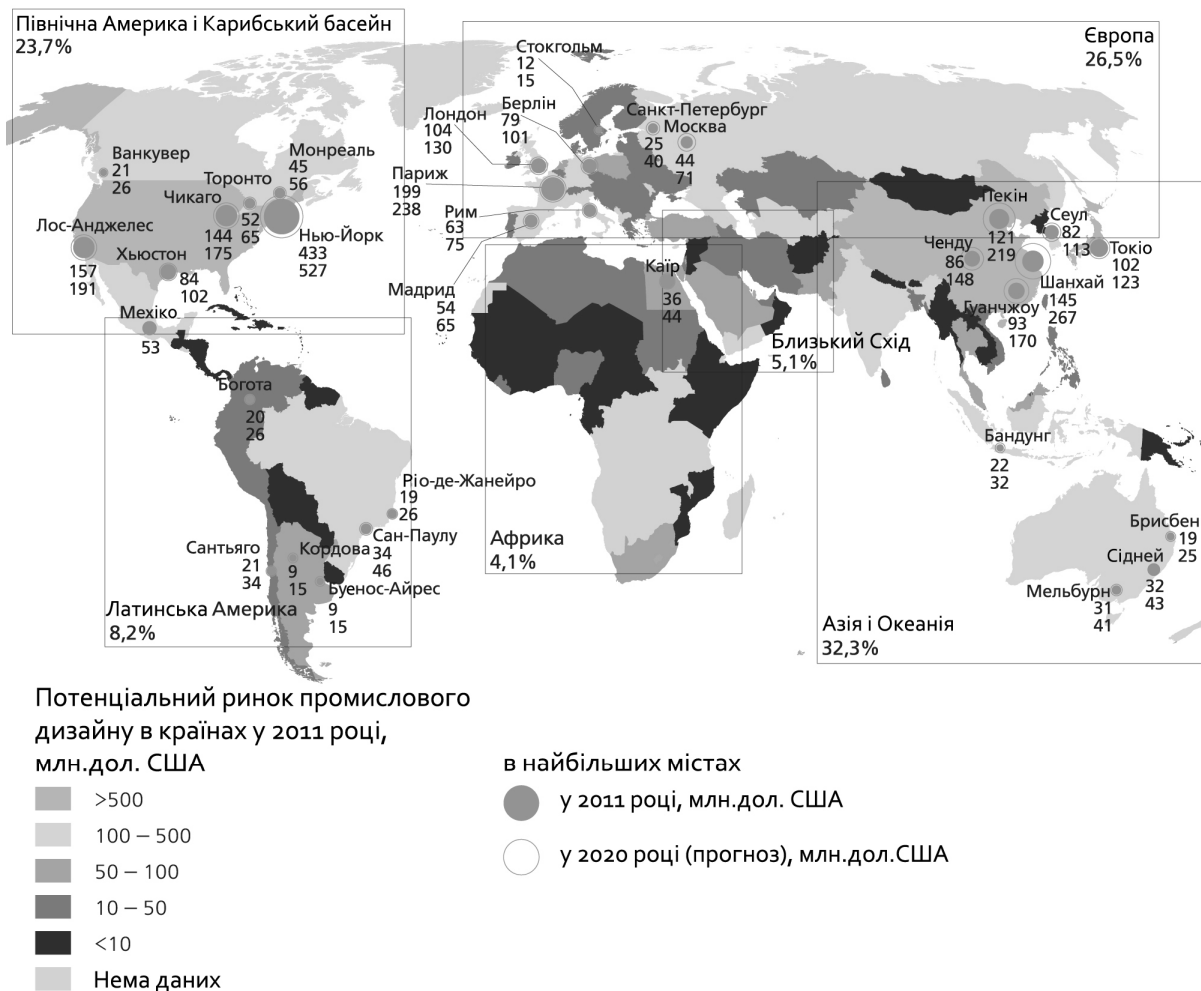 Північна Америка і Карибський басейн
23,7%
Європа
26,5%
Стокгольм
12
15
Берлін
79
101
Санкт-Петербург
25
40
Москва
44
71
Лондон
104
130
Париж
199
238
Рим
63
75
Мадрид
54
65
Ванкувер
21
26
Монреаль
45
56
Торонто
52
65
Чикаго
144
175
Лос-Анджелес
157
191
Хьюстон
84
102
Нью-Йорк
433
527
Мехіко
53
Каїр
36
44
Близький Схід
5,1%
Пекін
121
219
Сеул
82
113
Токіо
102
123
Ченду
86
148
Шанхай
145
267
Гуанчжоу
93
170
Богота
20
26
Бандунг
22
32
Ріо-де-Жанейро
19
26
Сан-Паулу
34
46
Сантьяго
21
34
Кордова
9
15
Буенос-Айрес
9
15
Латинська Америка
8,2%
Африка
4,1%
Брисбен
19
25
Сідней
32
43
Мельбурн
31
41
Азія і Океанія
32,3%
Потенціальний ринок промислового
дизайну в країнах у 2011 році,
млн.дол. США
>500
100 – 500
50 – 100
10 – 50
<10
Нема даних
в найбільших містах
у 2011 році, млн.дол. США
у 2020 році (прогноз), млн.дол.США